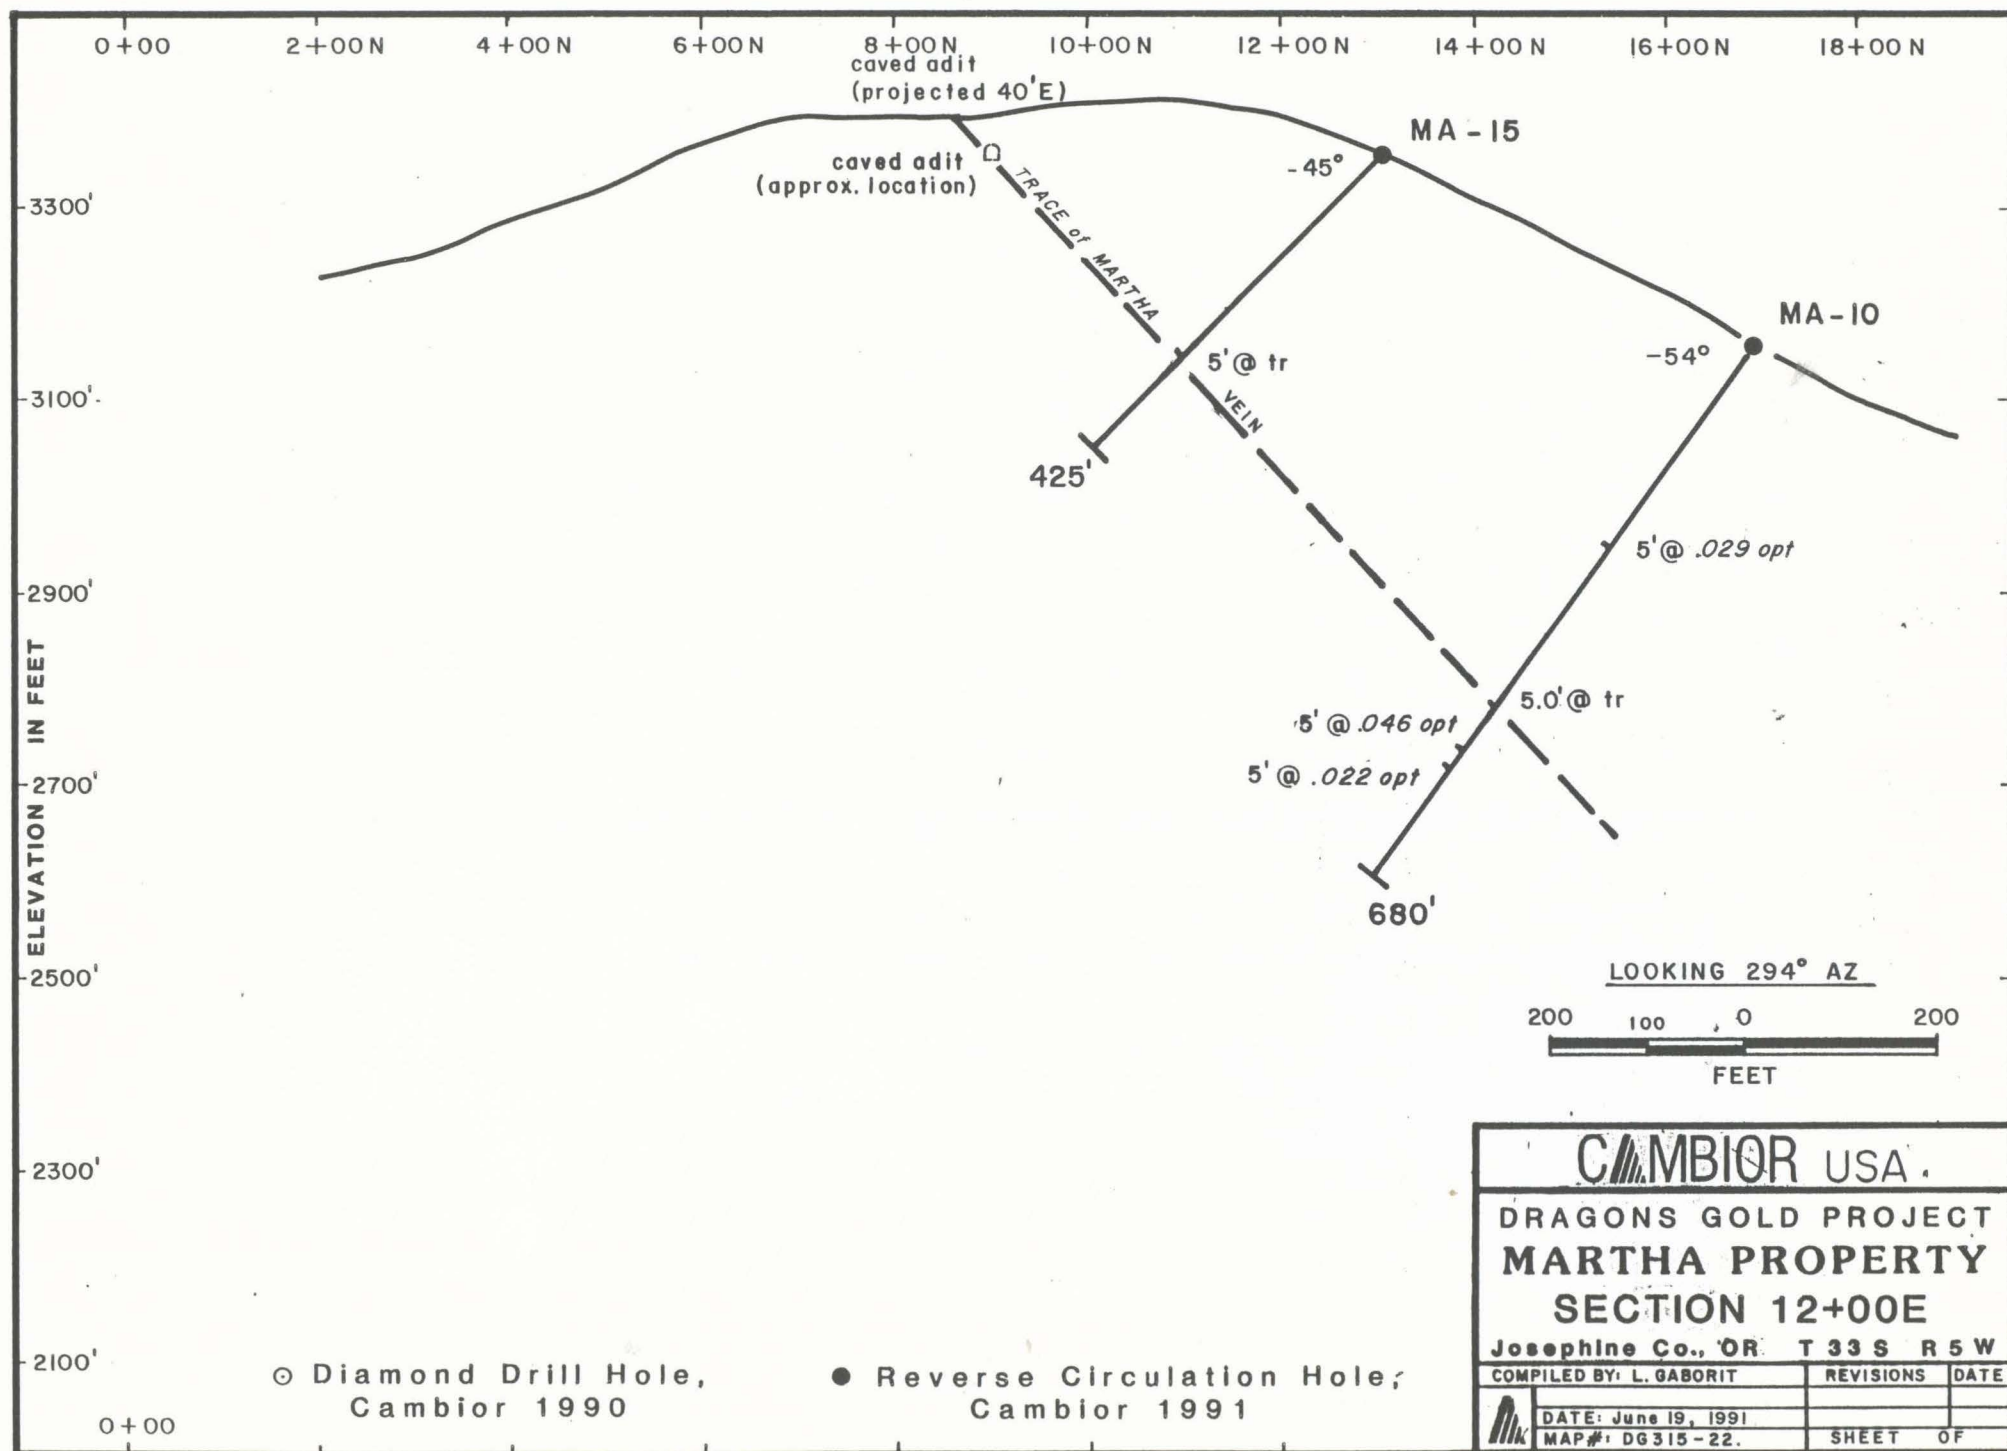 0+00 2+00N 4+00N 6+00N 8+00N 10+00N 12+00N 14+00N 16+00N 18+00N
caved adit
(projected 40'E)
MA-15
-45°
caved adit
(approx. location)
TRACE of MARTHA
VEIN
3300'
MA-10
-54°
5'@ tr
3100'
425'
5'@ .029 opt
2900'
ELEVATION IN FEET
5.0'@ tr
5' @ .046 opt
5' @ .022 opt
2700'
680'
2500'
LOOKING 294° AZ
200 100 0 200
FEET
2300'
2100'
0+00
Diamond Drill Hole,
Cambior 1990
Reverse Circulation Hole,
Cambior 1991
CAMBIOR USA
DRAGONS GOLD PROJECT
MARTHA PROPERTY
SECTION 12+00E
Josephine Co., OR T 33 S R 5 W
COMPILED BY: L. GABORIT
REVISIONS DATE
DATE: June 19, 1991
MAP#: DG315-22.
SHEET OF